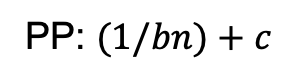 PP: (1/bn) + c